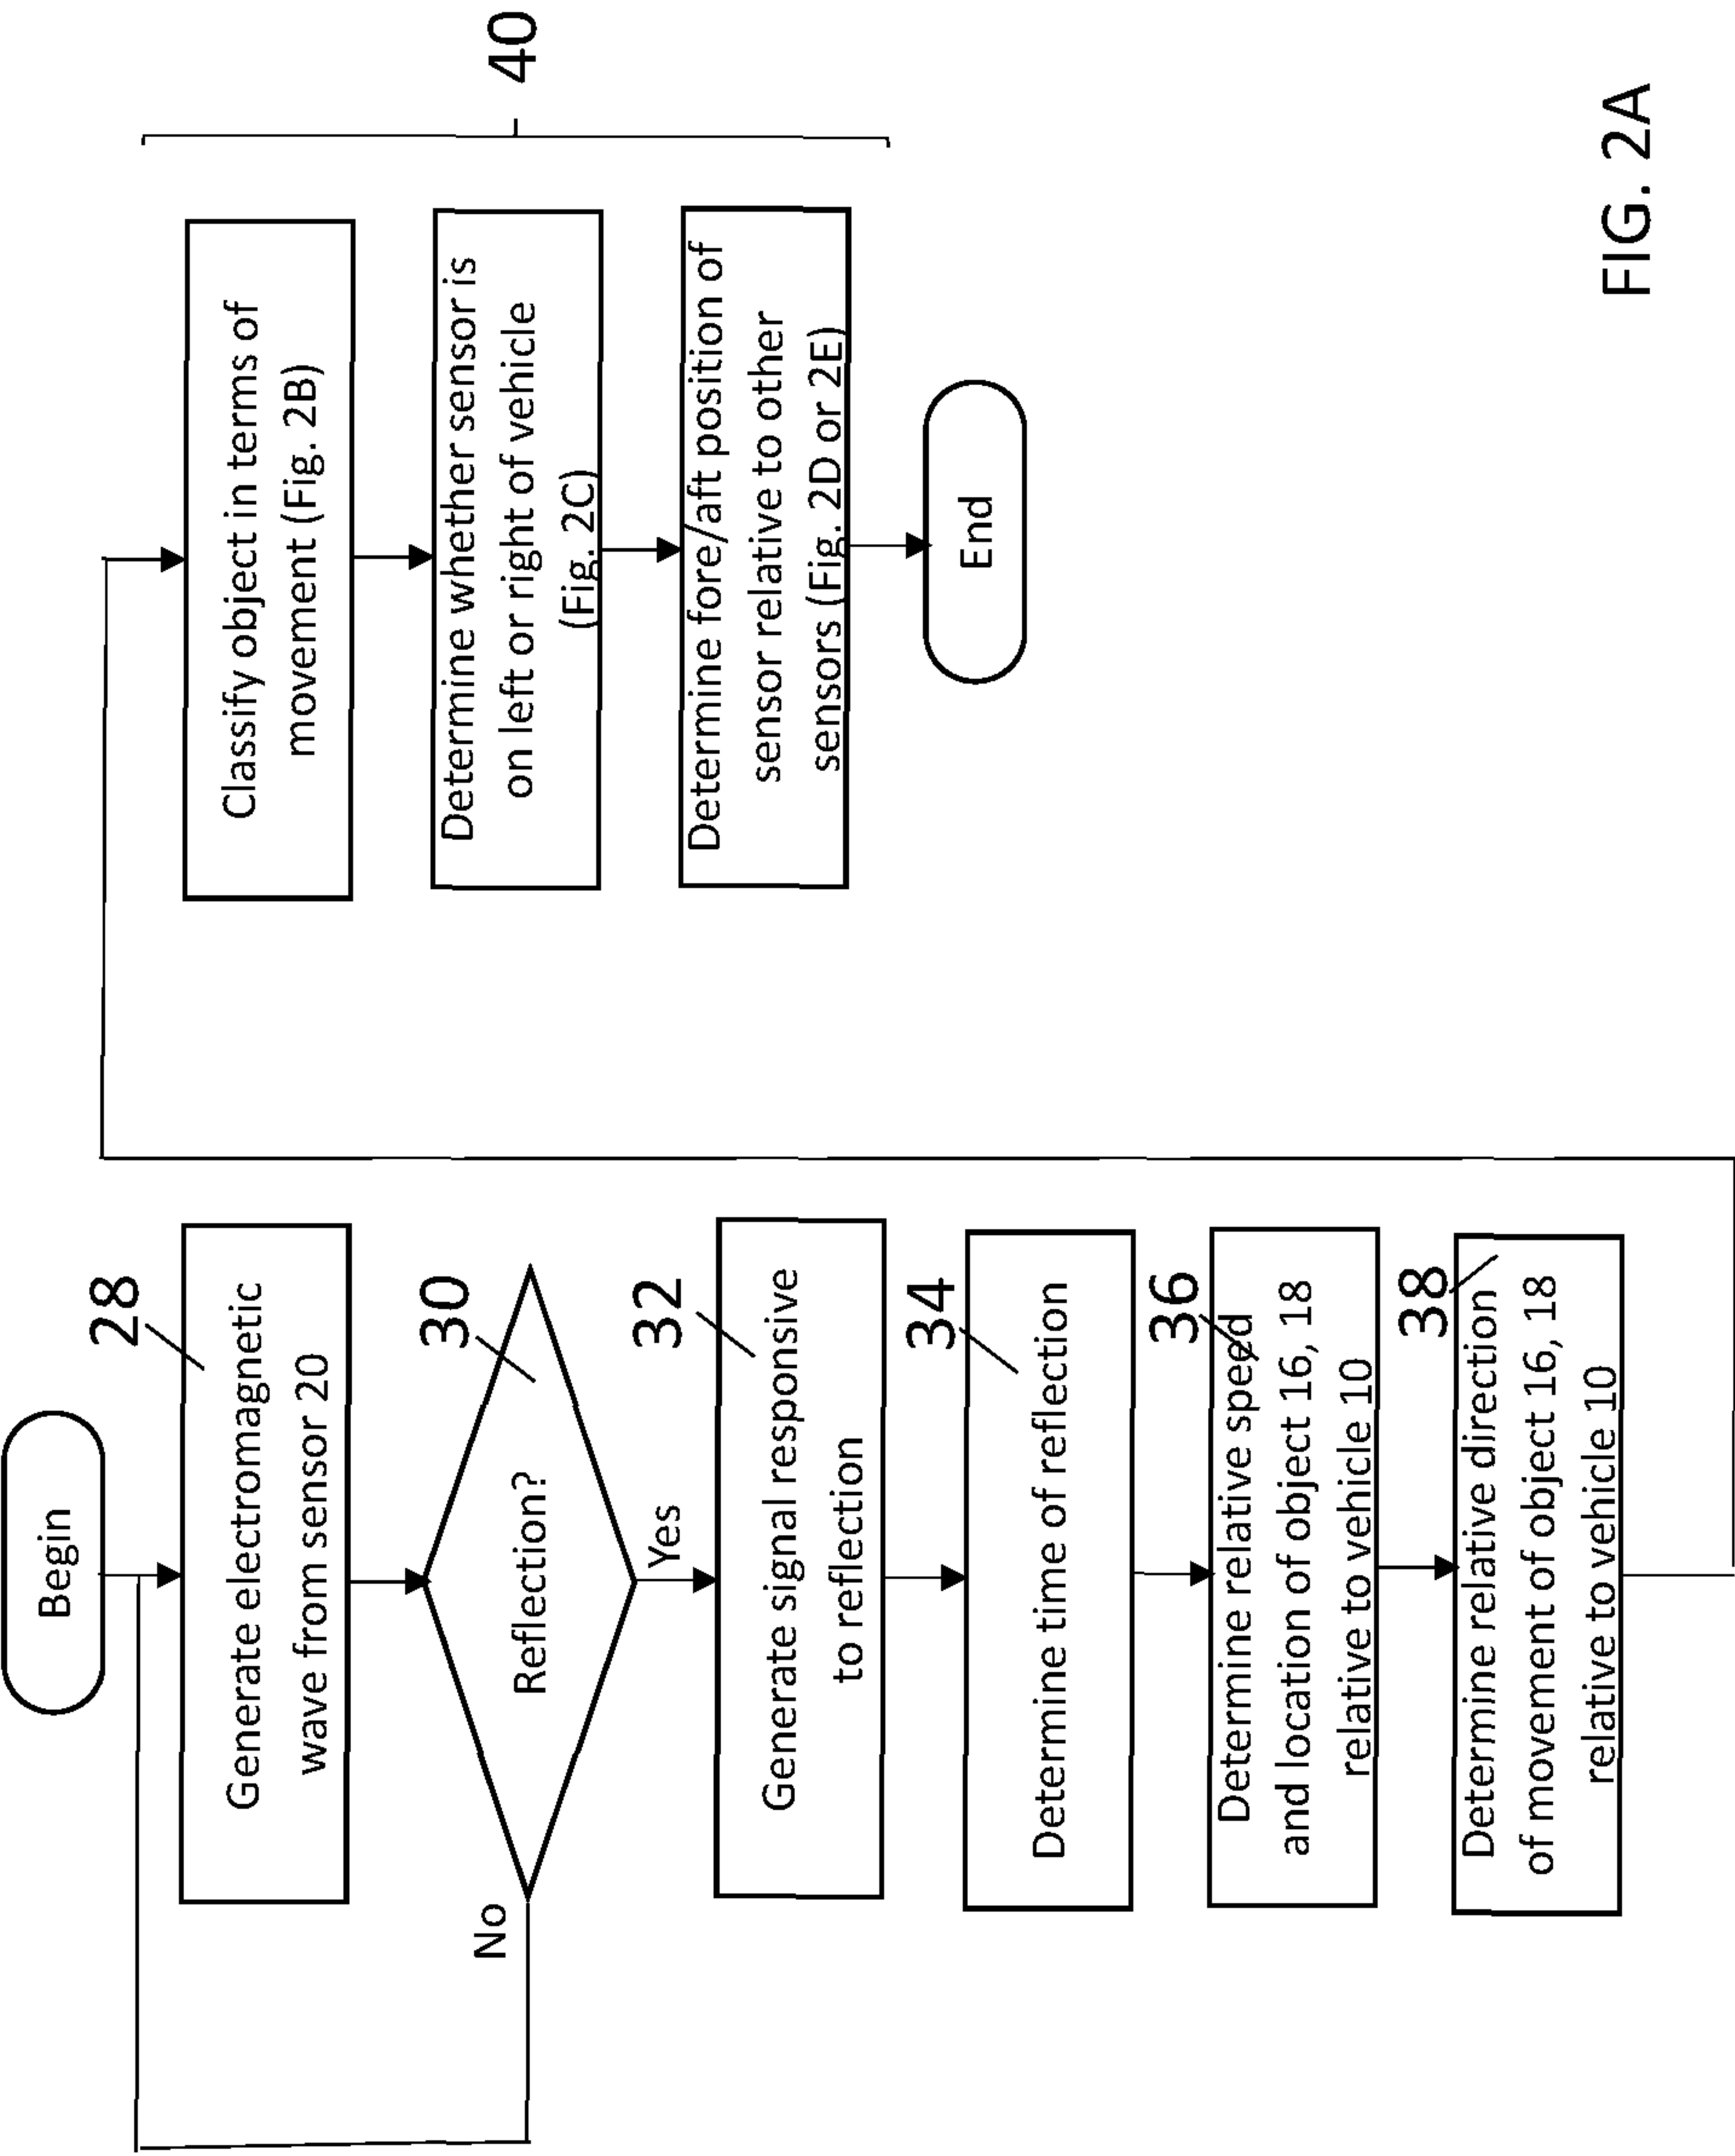 Begin
28
Generate electromagnetic
wave from sensor 20
30
Reflection?
No
Yes
32
Generate signal responsive
to reflection
34
Determine time of reflection
36
Determine relative speed
and location of object 16, 18
relative to vehicle 10
38
Determine relative direction
of movement of object 16, 18
relative to vehicle 10
40
Classify object in terms of
movement (Fig. 2B)
Determine whether sensor is
on left or right of vehicle
(Fig. 2C)
Determine fore/aft position of
sensor relative to other
sensors (Fig. 2D or 2E)
End
FIG. 2A